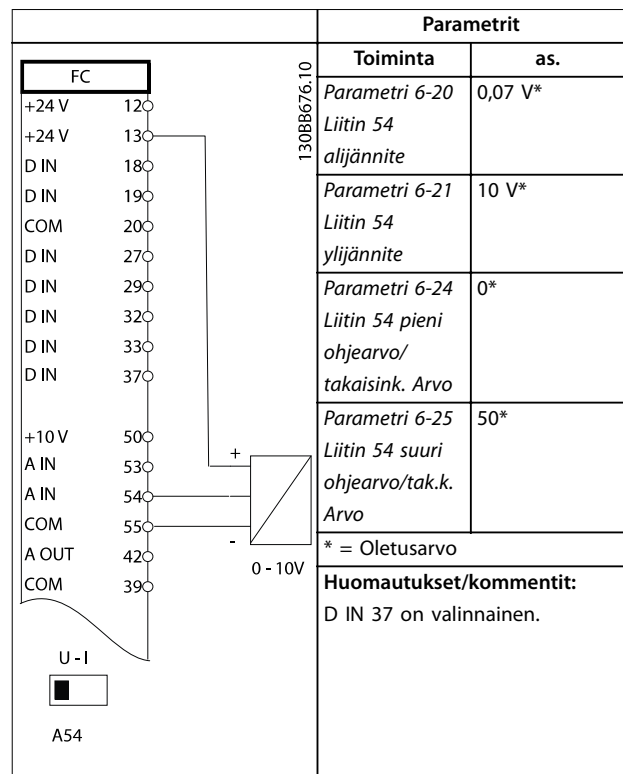 Parametrit
Toiminta as.
Parametri 6-20 0,07 V*
Liitin 54
alijännite
Parametri 6-21 10 V*
Liitin 54
ylijännite
Parametri 6-24 0*
Liitin 54 pieni
ohjearvo/
takaisink. Arvo
Parametri 6-25 50*
Liitin 54 suuri
ohjearvo/tak.k.
Arvo
* = Oletusarvo
Huomautukset/kommentit:
D IN 37 on valinnainen.
FC
+24 V 12
+24 V 13
D IN 18
D IN 19
COM 20
D IN 27
D IN 29
D IN 32
D IN 33
D IN 37
+10 V 50
A IN 53
A IN 54
COM 55
A OUT 42
COM 39
+
-
0 - 10V
U - I
A54
130BB676.10